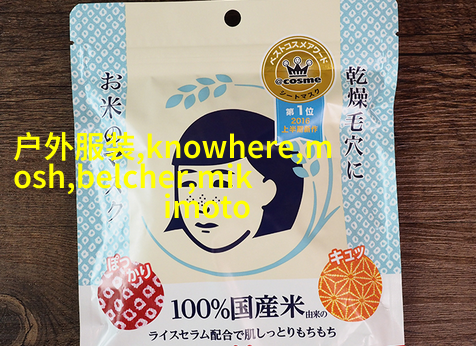 ベストコスメアワード
@cosme
シートマスク
第1位
2016
上半期新作
乾燥毛穴に
お米の
ク
户外服装,knowhere,m
osh,belcher,mik
imoto
ぽっかり
キュッ
100%国産米由来の
ライスセラム配合で肌しっとりもちもち